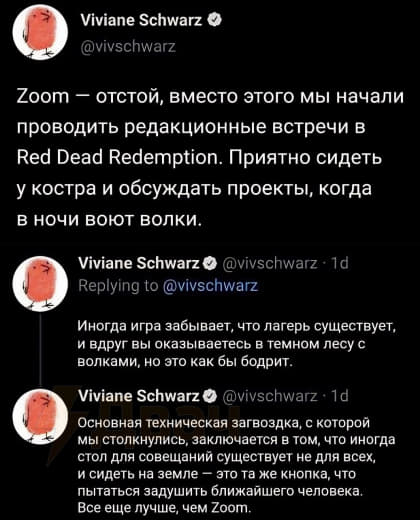 Viviane Schwarz
@vivschwarz
Zoom — отстой, вместо этого мы начали
проводить редакционные встречи в
Red Dead Redemption. Приятно сидеть
у костра и обсуждать проекты, когда
в ночи воют волки.
Viviane Schwarz @vivschwarz · 1d
Replying to @vivschwarz
Иногда игра забывает, что лагерь существует,
и вдруг вы оказываетесь в темном лесу с
волками, но это как бы бодрит.
Viviane Schwarz @vivschwarz · 1d
Основная техническая загвоздка, с которой
мы столкнулись, заключается в том, что иногда
стол для совещаний существует не для всех,
и сидеть на земле — это та же кнопка, что
пытаться задушить ближайшего человека.
Все еще лучше, чем Zoom.